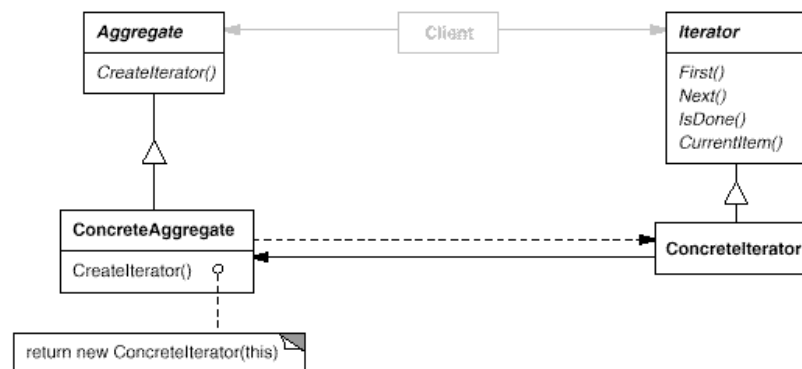 Aggregate
CreateIterator()
Client
Iterator
First()
Next()
IsDone()
CurrentItem()
ConcreteAggregate
CreateIterator()
ConcreteIterator
return new ConcreteIterator(this)